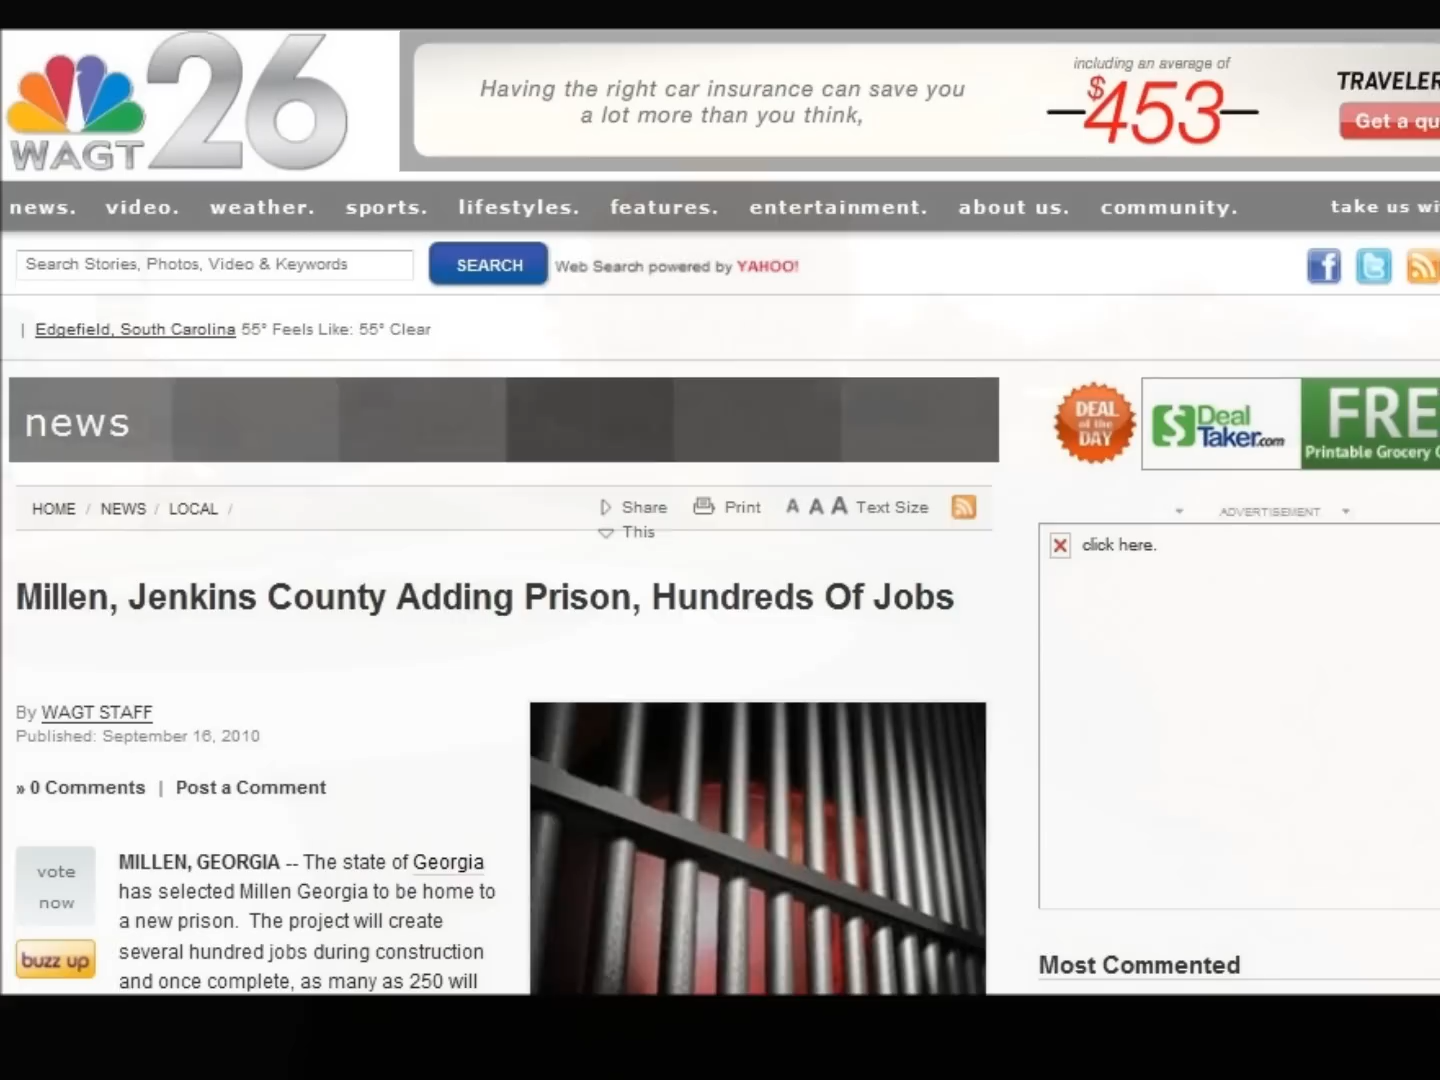 26
WAGT
Having the right car insurance can save you
a lot more than you think,
including an average of
$453
TRAVELER
Get a qu
news. video. weather. sports. lifestyles. features. entertainment. about us. community. take us wi
Search Stories, Photos, Video & Keywords
SEARCH
Web Search powered by YAHOO!
| Edgefield, South Carolina 55° Feels Like: 55° Clear
news
DEAL
of the
DAY
Deal
Taker.com
FRE
Printable Grocery C
HOME / NEWS / LOCAL /
Share
This
Print
A A A Text Size
ADVERTISEMENT
click here.
Millen, Jenkins County Adding Prison, Hundreds Of Jobs
By WAGT STAFF
Published: September 16, 2010
» 0 Comments | Post a Comment
vote
now
buzz up
MILLEN, GEORGIA -- The state of Georgia
has selected Millen Georgia to be home to
a new prison. The project will create
several hundred jobs during construction
and once complete, as many as 250 will
Most Commented